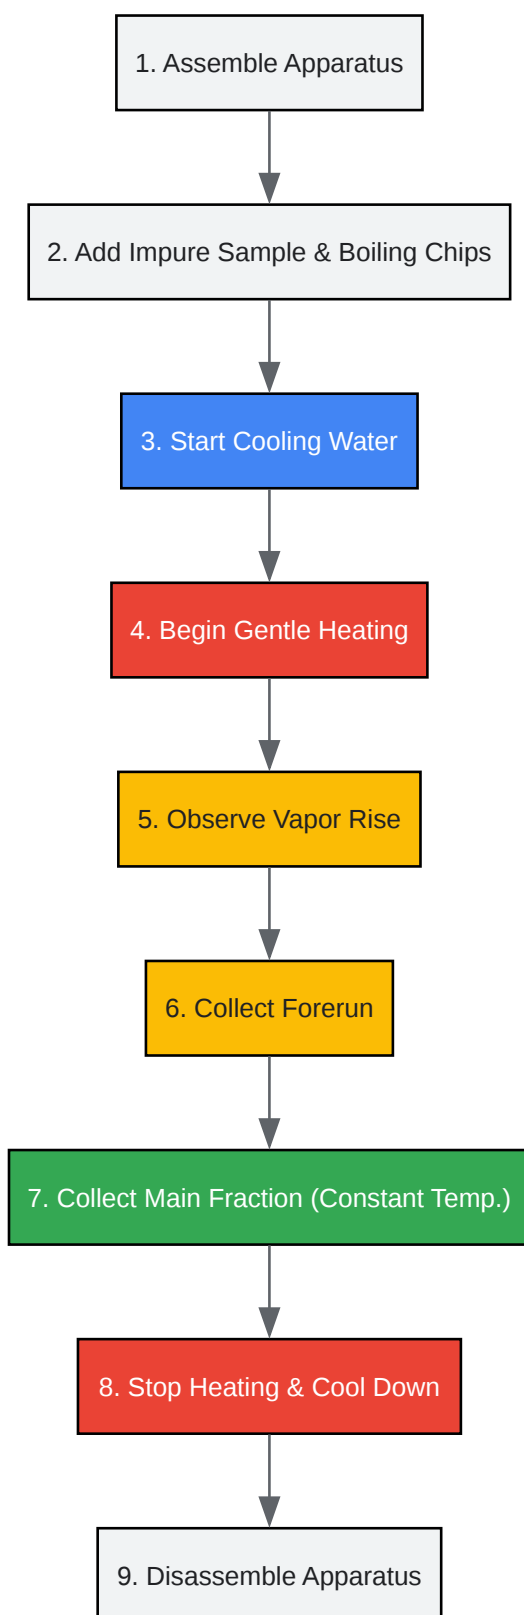 1. Assemble Apparatus
2. Add Impure Sample & Boiling Chips
3. Start Cooling Water
4. Begin Gentle Heating
5. Observe Vapor Rise
6. Collect Forerun
7. Collect Main Fraction (Constant Temp.)
8. Stop Heating & Cool Down
9. Disassemble Apparatus